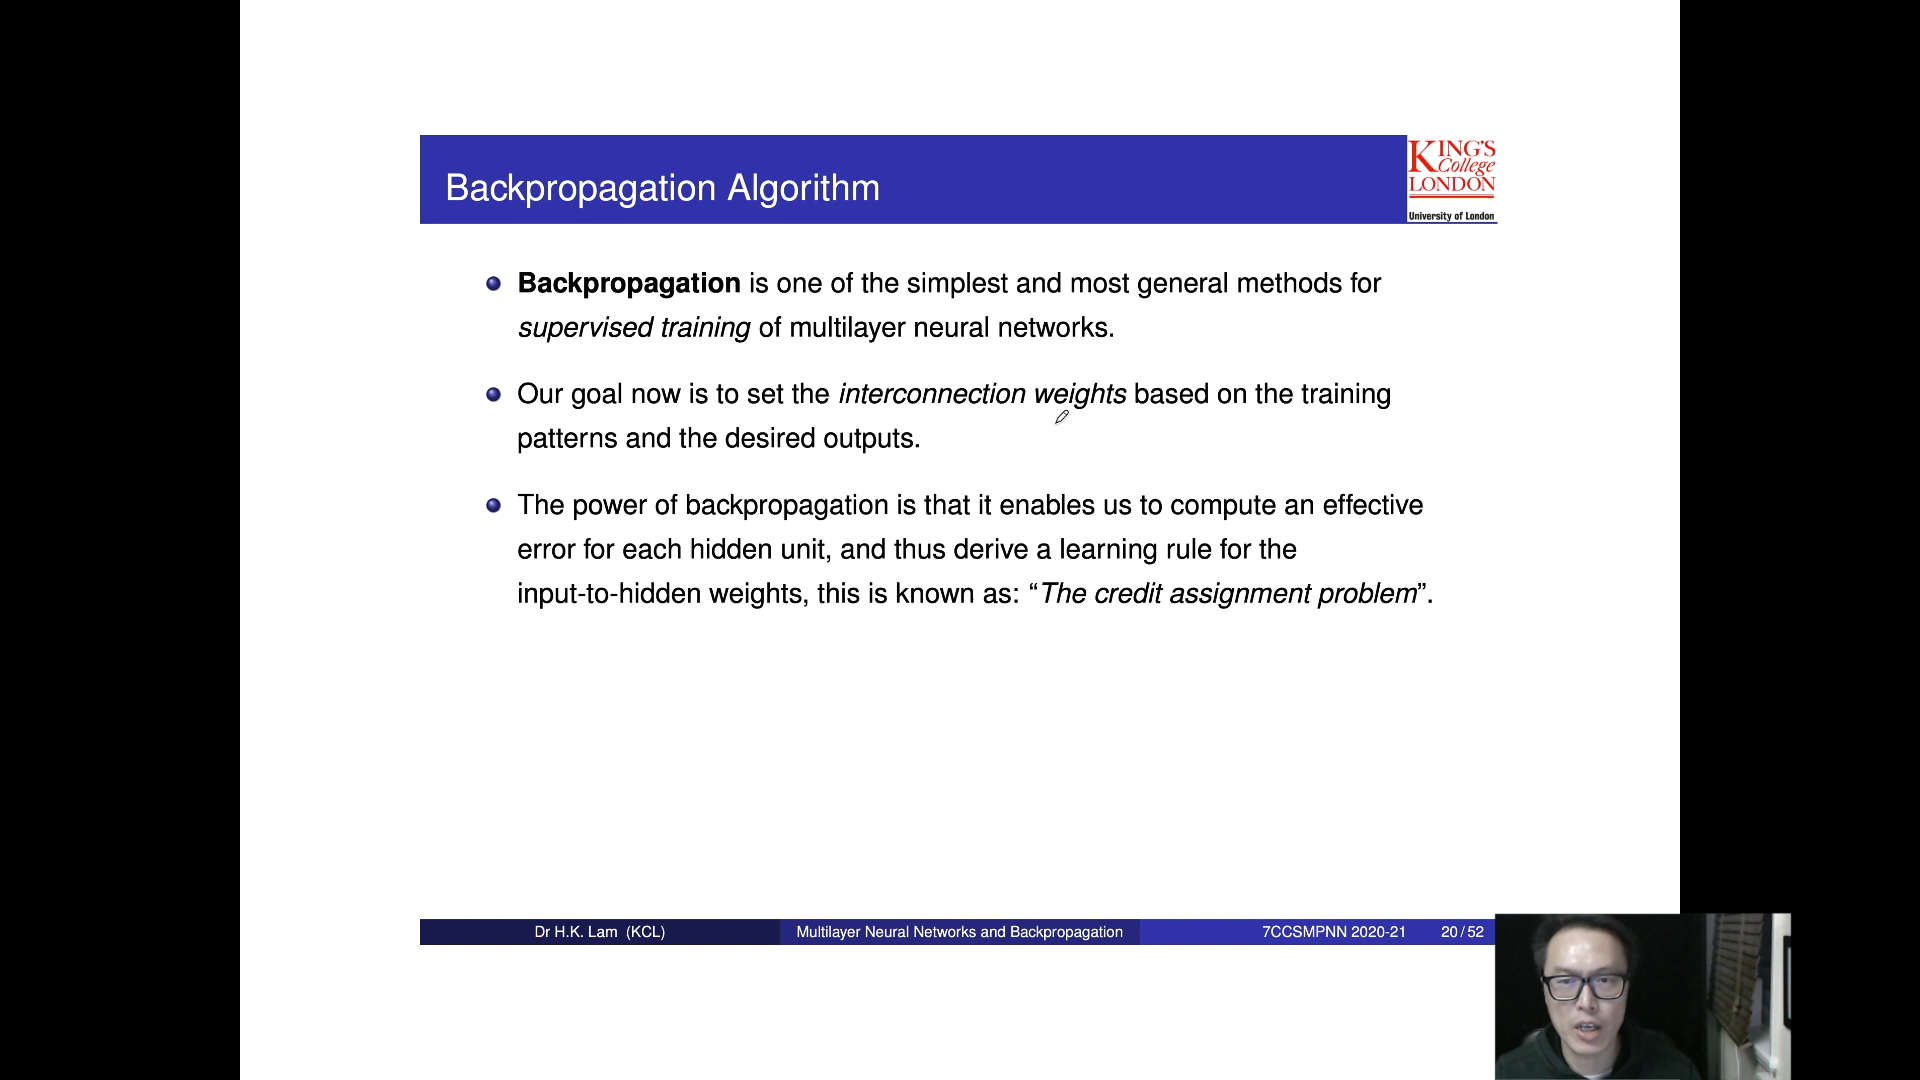 Backpropagation Algorithm
KING'S
College
LONDON
University of London
Backpropagation is one of the simplest and most general methods for
supervised training of multilayer neural networks.
Our goal now is to set the interconnection weights based on the training
patterns and the desired outputs.
The power of backpropagation is that it enables us to compute an effective
error for each hidden unit, and thus derive a learning rule for the
input-to-hidden weights, this is known as: “The credit assignment problem”.
Dr H.K. Lam (KCL) Multilayer Neural Networks and Backpropagation 7CCSMPNN 2020-21 20/52